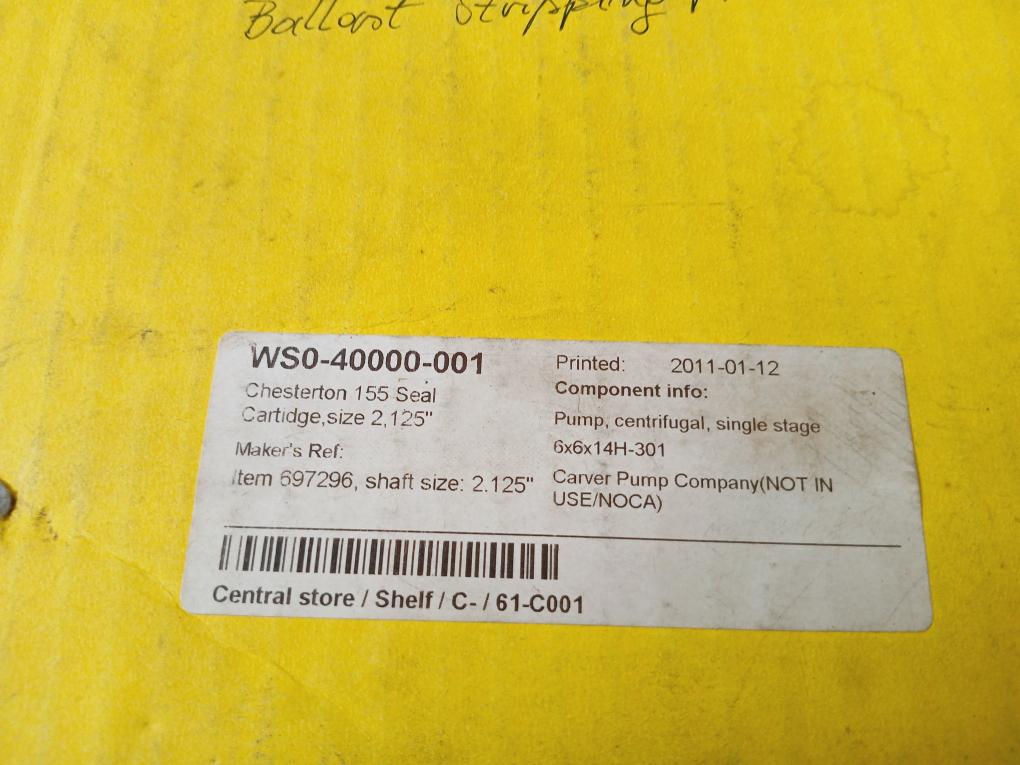 Ballast Stripping
WS0-40000-001
Chesterton 155 Seal
Cartidge,size 2,125"
Maker's Ref:
Item 697296, shaft size: 2.125"
Printed: 2011-01-12
Component info:
Pump, centrifugal, single stage
6x6x14H-301
Carver Pump Company(NOT IN
USE/NOCA)
Central store / Shelf / C- / 61-C001